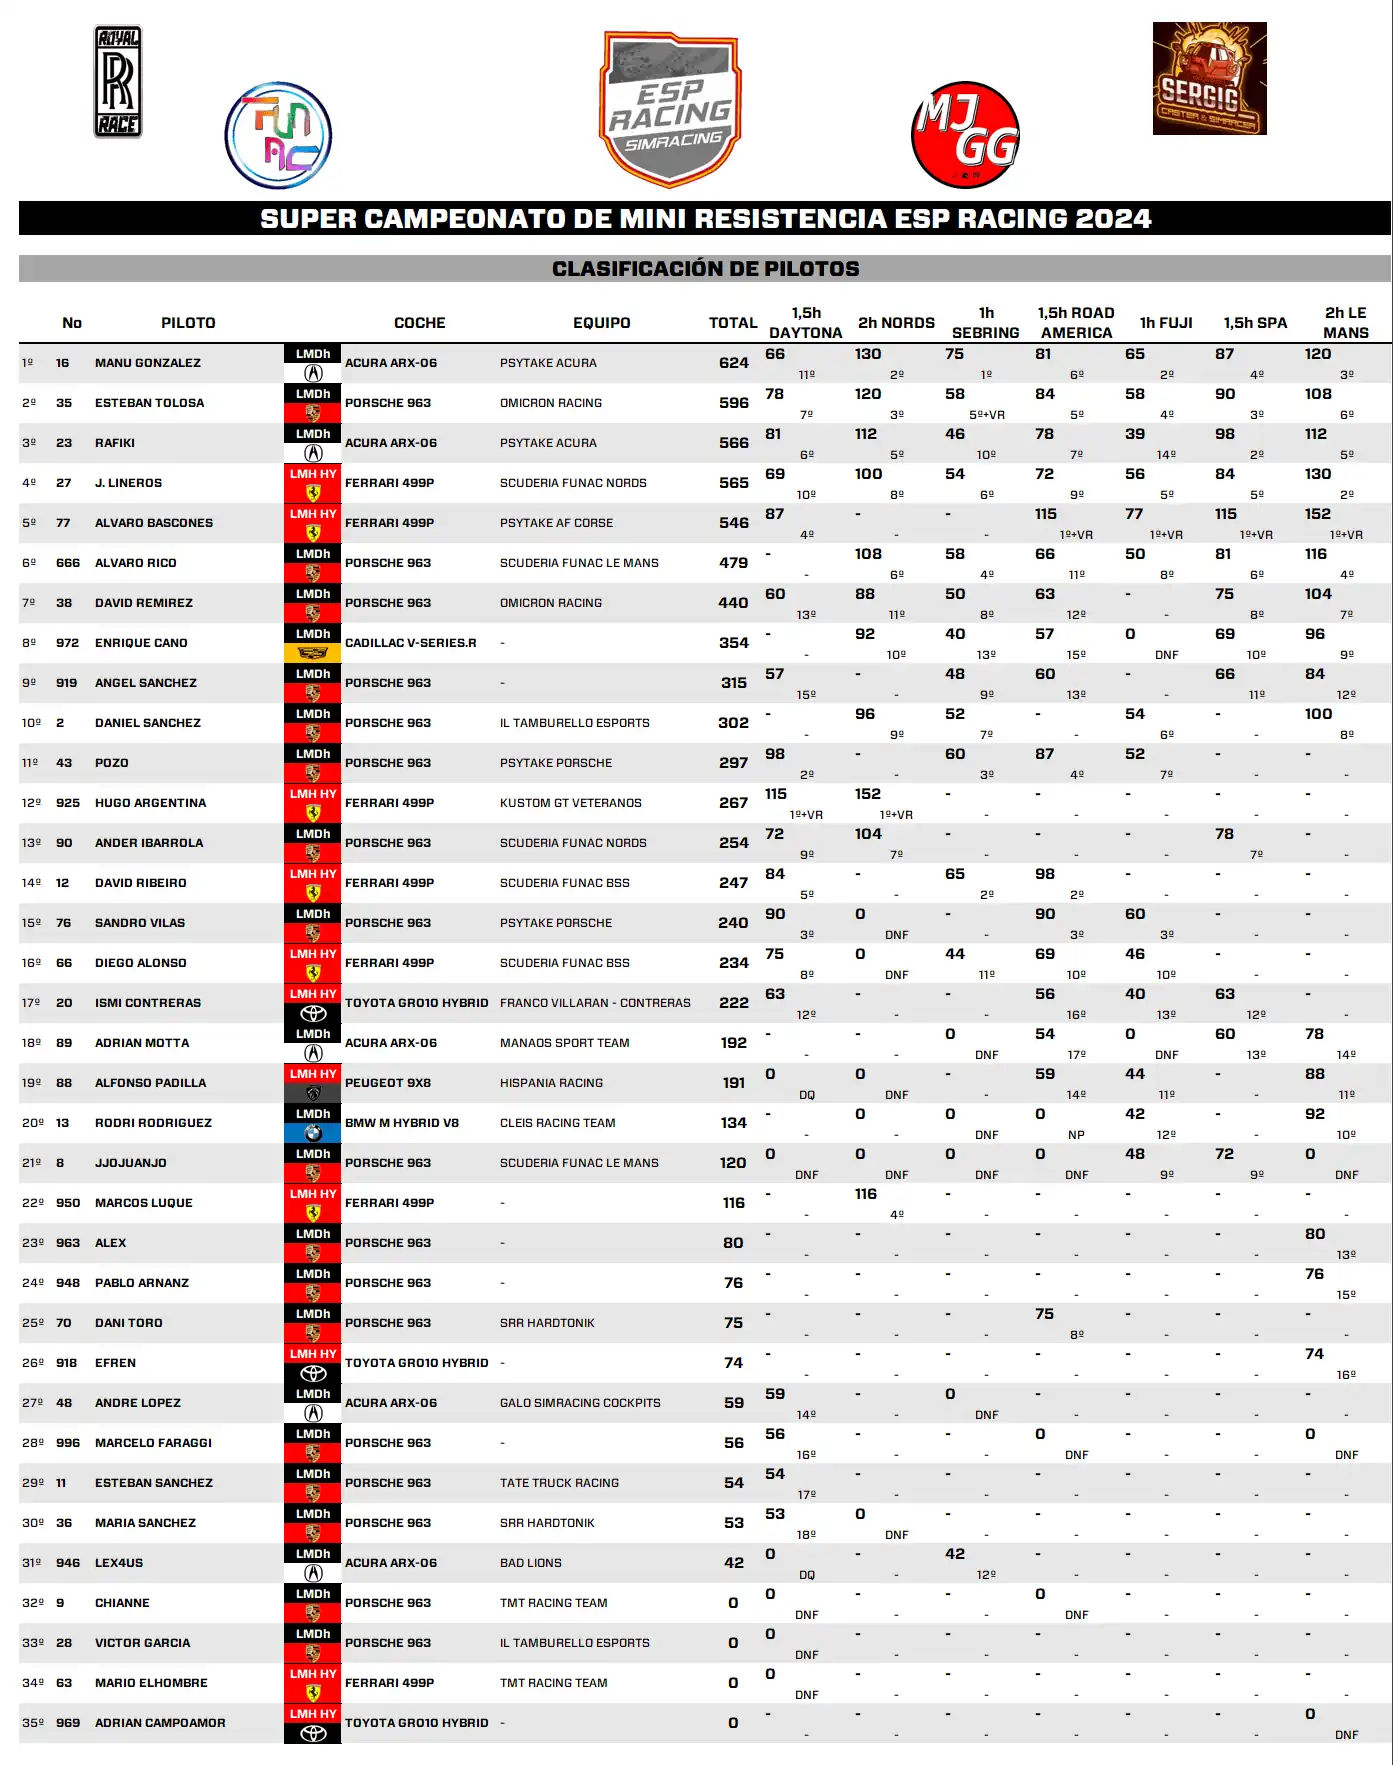 ROYAL
RR
RACE
FUN
AC
ESP
RACING
SIMRACING
MJ
GG
SERGIG
CASTER & SIMRACER
SUPER CAMPEONATO DE MINI RESISTENCIA ESP RACING 2024
CLASIFICACIÓN DE PILOTOS
No PILOTO COCHE EQUIPO TOTAL 1,5h DAYTONA 2h NORDS 1h SEBRING 1,5h ROAD AMERICA 1h FUJI 1,5h SPA 2h LE MANS
1º 16 MANU GONZALEZ LMDh ACURA ARX-06 PSYTAKE ACURA 624 66 11º 130 2º 75 1º 81 6º 65 2º 87 4º 120 3º
2º 35 ESTEBAN TOLOSA LMDh PORSCHE 963 OMICRON RACING 596 78 7º 120 3º 58 5º+VR 84 5º 58 4º 90 3º 108 6º
3º 23 RAFIKI LMDh ACURA ARX-06 PSYTAKE ACURA 566 81 6º 112 5º 46 10º 78 7º 39 14º 98 2º 112 5º
4º 27 J. LINEROS LMH HY FERRARI 499P SCUDERIA FUNAC NORDS 565 69 10º 100 8º 54 6º 72 9º 56 5º 84 5º 130 2º
5º 77 ALVARO BASCONES LMH HY FERRARI 499P PSYTAKE AF CORSE 546 87 4º - - - - 115 1º+VR 77 1º+VR 115 1º+VR 152 1º+VR
6º 666 ALVARO RICO LMDh PORSCHE 963 SCUDERIA FUNAC LE MANS 479 - - 108 6º 58 4º 66 11º 50 8º 81 6º 116 4º
7º 38 DAVID REMIREZ LMDh PORSCHE 963 OMICRON RACING 440 60 13º 88 11º 50 8º 63 12º - - 75 8º 104 7º
8º 972 ENRIQUE CANO LMDh CADILLAC V-SERIES.R - 354 - - 92 10º 40 13º 57 15º 0 DNF 69 10º 96 9º
9º 919 ANGEL SANCHEZ LMDh PORSCHE 963 - 315 57 15º - - 48 9º 60 13º - - 66 11º 84 12º
10º 2 DANIEL SANCHEZ LMDh PORSCHE 963 IL TAMBURELLO ESPORTS 302 - - 96 9º 52 7º - - 54 6º - - 100 8º
11º 43 POZO LMDh PORSCHE 963 PSYTAKE PORSCHE 297 98 2º - - 60 3º 87 4º 52 7º - - - -
12º 925 HUGO ARGENTINA LMH HY FERRARI 499P KUSTOM GT VETERANOS 267 115 1º+VR 152 1º+VR - - - - - - - - - -
13º 90 ANDER IBARROLA LMDh PORSCHE 963 SCUDERIA FUNAC NORDS 254 72 9º 104 7º - - - - - - 78 7º - -
14º 12 DAVID RIBEIRO LMH HY FERRARI 499P SCUDERIA FUNAC BSS 247 84 5º - - 65 2º 98 2º - - - - - -
15º 76 SANDRO VILAS LMDh PORSCHE 963 PSYTAKE PORSCHE 240 90 3º 0 DNF - - 90 3º 60 3º - - - -
16º 66 DIEGO ALONSO LMH HY FERRARI 499P SCUDERIA FUNAC BSS 234 75 8º 0 DNF 44 11º 69 10º 46 10º - - - -
17º 20 ISMI CONTRERAS LMH HY TOYOTA GR010 HYBRID FRANCO VILLARAN - CONTRERAS 222 63 12º - - - - 56 16º 40 13º 63 12º - -
18º 89 ADRIAN MOTTA LMDh ACURA ARX-06 MANAOS SPORT TEAM 192 - - - - 0 DNF 54 17º 0 DNF 60 13º 78 14º
19º 88 ALFONSO PADILLA LMH HY PEUGEOT 9X8 HISPANIA RACING 191 0 DQ 0 DNF - - 59 14º 44 11º - - 88 11º
20º 13 RODRI RODRIGUEZ LMDh BMW M HYBRID V8 CLEIS RACING TEAM 134 - - 0 - 0 DNF 0 NP 42 12º - - 92 10º
21º 8 JJOJUANJO LMDh PORSCHE 963 SCUDERIA FUNAC LE MANS 120 0 DNF 0 DNF 0 DNF 0 DNF 48 9º 72 9º 0 DNF
22º 950 MARCOS LUQUE LMH HY FERRARI 499P - 116 - - 116 4º - - - - - - - - - -
23º 963 ALEX LMDh PORSCHE 963 - 80 - - - - - - - - - - - - 80 13º
24º 948 PABLO ARNANZ LMDh PORSCHE 963 - 76 - - - - - - - - - - - - 76 15º
25º 70 DANI TORO LMDh PORSCHE 963 SRR HARDTONIK 75 - - - - - - 75 8º - - - - - -
26º 918 EFREN LMH HY TOYOTA GR010 HYBRID - 74 - - - - - - - - - - - - 74 16º
27º 48 ANDRE LOPEZ LMDh ACURA ARX-06 GALO SIMRACING COCKPITS 59 59 14º - - 0 DNF - - - - - - - -
28º 996 MARCELO FARAGGI LMDh PORSCHE 963 - 56 56 16º - - - - 0 DNF - - - - 0 DNF
29º 11 ESTEBAN SANCHEZ LMDh PORSCHE 963 TATE TRUCK RACING 54 54 17º - - - - - - - - - - - -
30º 36 MARIA SANCHEZ LMDh PORSCHE 963 SRR HARDTONIK 53 53 18º 0 DNF - - - - - - - - - -
31º 946 LEX4US LMDh ACURA ARX-06 BAD LIONS 42 0 DQ - - 42 12º - - - - - - - -
32º 9 CHIANNE LMDh PORSCHE 963 TMT RACING TEAM 0 0 DNF - - - - 0 DNF - - - - - -
33º 28 VICTOR GARCIA LMDh PORSCHE 963 IL TAMBURELLO ESPORTS 0 0 DNF - - - - - - - - - - - -
34º 63 MARIO ELHOMBRE LMH HY FERRARI 499P TMT RACING TEAM 0 0 DNF - - - - - - - - - - - -
35º 969 ADRIAN CAMPOAMOR LMH HY TOYOTA GR010 HYBRID - 0 - - - - - - - - - - - - 0 DNF